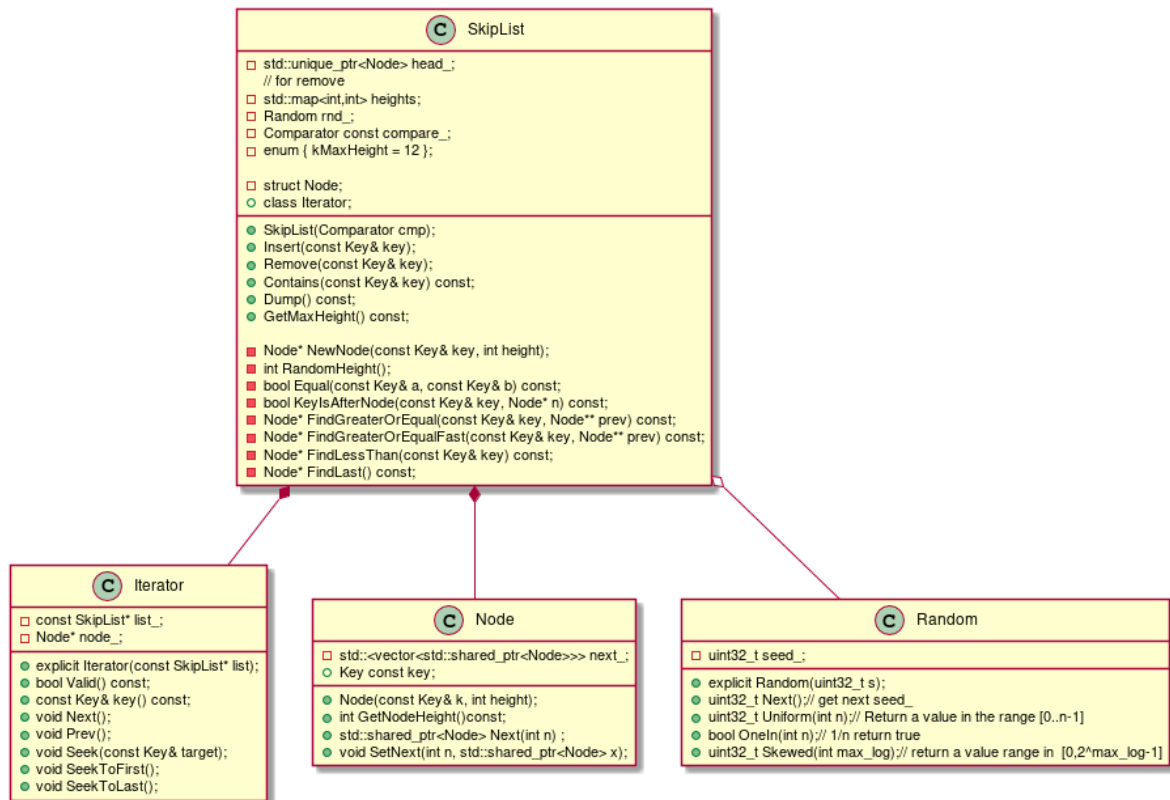 C SkipList
std::unique_ptr<Node> head_;
// for remove
std::map<int,int> heights;
Random rnd_;
Comparator const compare_;
enum { kMaxHeight = 12 };
struct Node;
class Iterator;
SkipList(Comparator cmp);
Insert(const Key& key);
Remove(const Key& key);
Contains(const Key& key) const;
Dump() const;
GetMaxHeight() const;
Node* NewNode(const Key& key, int height);
int RandomHeight();
bool Equal(const Key& a, const Key& b) const;
bool KeyIsAfterNode(const Key& key, Node* n) const;
Node* FindGreaterOrEqual(const Key& key, Node** prev) const;
Node* FindGreaterOrEqualFast(const Key& key, Node** prev) const;
Node* FindLessThan(const Key& key) const;
Node* FindLast() const;
C Iterator
const SkipList* list_;
Node* node_;
explicit Iterator(const SkipList* list);
bool Valid() const;
const Key& key() const;
void Next();
void Prev();
void Seek(const Key& target);
void SeekToFirst();
void SeekToLast();
C Node
std::<vector<std::shared_ptr<Node>>> next_;
Key const key;
Node(const Key& k, int height);
int GetNodeHeight()const;
std::shared_ptr<Node> Next(int n) ;
void SetNext(int n, std::shared_ptr<Node> x);
C Random
uint32_t seed_;
explicit Random(uint32_t s);
uint32_t Next();// get next seed_
uint32_t Uniform(int n);// Return a value in the range [0..n-1]
bool OneIn(int n);// 1/n return true
uint32_t Skewed(int max_log);// return a value range in [0,2^max_log-1]